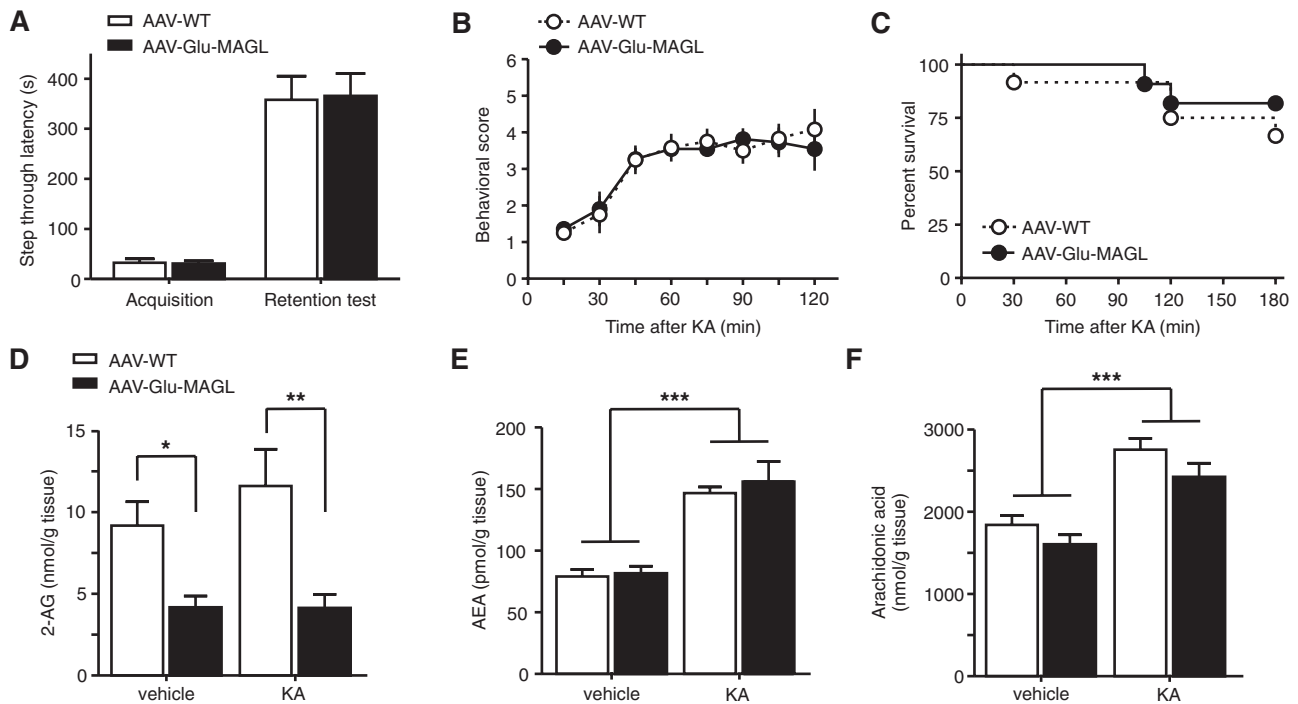 A
AAV-WT
AAV-Glu-MAGL
Step through latency (s)
400
300
200
100
0
Acquisition
Retention test
B
AAV-WT
AAV-Glu-MAGL
Behavioral score
6
5
4
3
2
1
0
0
30
60
90
120
Time after KA (min)
C
Percent survival
100
75
50
25
0
AAV-WT
AAV-Glu-MAGL
0
30
60
90
120
150
180
Time after KA (min)
D
AAV-WT
AAV-Glu-MAGL
2-AG (nmol/g tissue)
15
10
5
0
*
**
vehicle
KA
E
AEA (pmol/g tissue)
200
150
100
50
0
***
vehicle
KA
F
Arachidonic acid
(nmol/g tissue)
3000
2000
1000
0
***
vehicle
KA